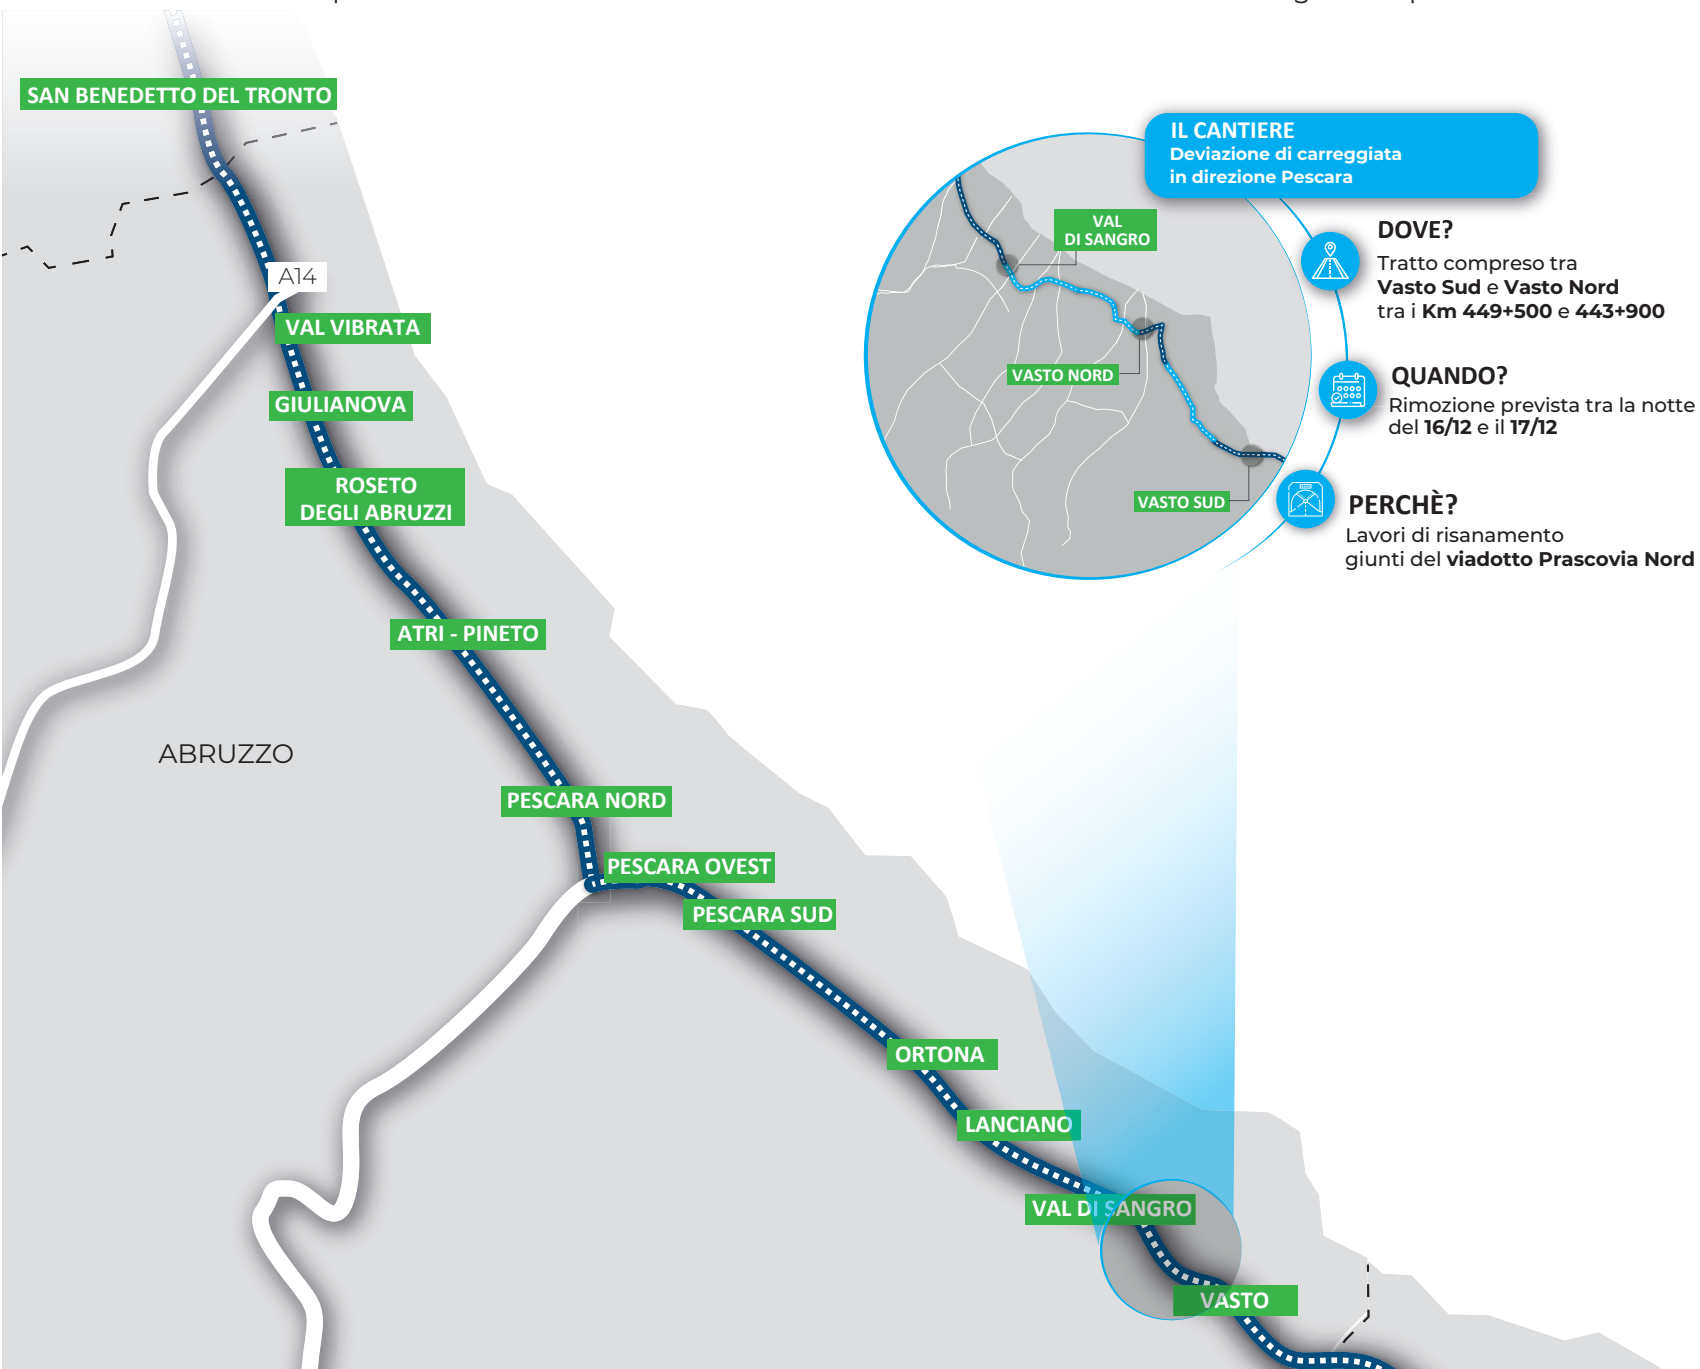 SAN BENEDETTO DEL TRONTO
A14
VAL VIBRATA
GIULIANOVA
ROSETO
DEGLI ABRUZZI
ATRI - PINETO
ABRUZZO
PESCARA NORD
PESCARA OVEST
PESCARA SUD
ORTONA
LANCIANO
VAL DI SANGRO
VASTO
IL CANTIERE
Deviazione di carreggiata
in direzione Pescara
VAL
DI SANGRO
VASTO NORD
VASTO SUD
DOVE?
Tratto compreso tra
Vasto Sud e Vasto Nord
tra i Km 449+500 e 443+900
QUANDO?
Rimozione prevista tra la notte
del 16/12 e il 17/12
PERCHÈ?
Lavori di risanamento
giunti del viadotto Prascovia Nord